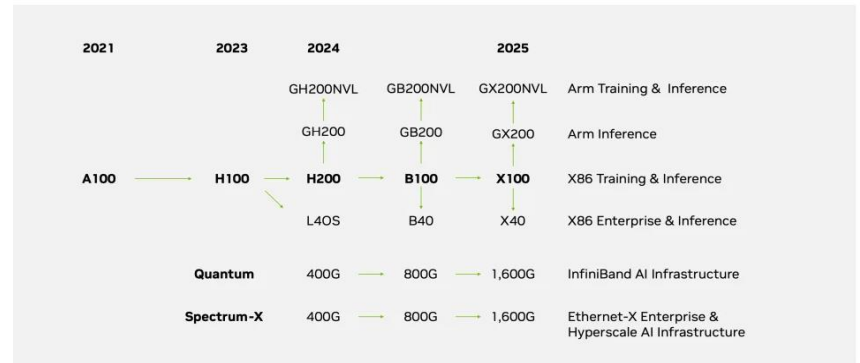 2021 2023 2024 2025
GH200NVL GB200NVL GX200NVL Arm Training & Inference
GH200 GB200 GX200 Arm Inference
A100 H100 H200 B100 X100 X86 Training & Inference
L40S B40 X40 X86 Enterprise & Inference
Quantum 400G 800G 1,600G InfiniBand AI Infrastructure
Spectrum-X 400G 800G 1,600G Ethernet-X Enterprise &
Hyperscale AI Infrastructure